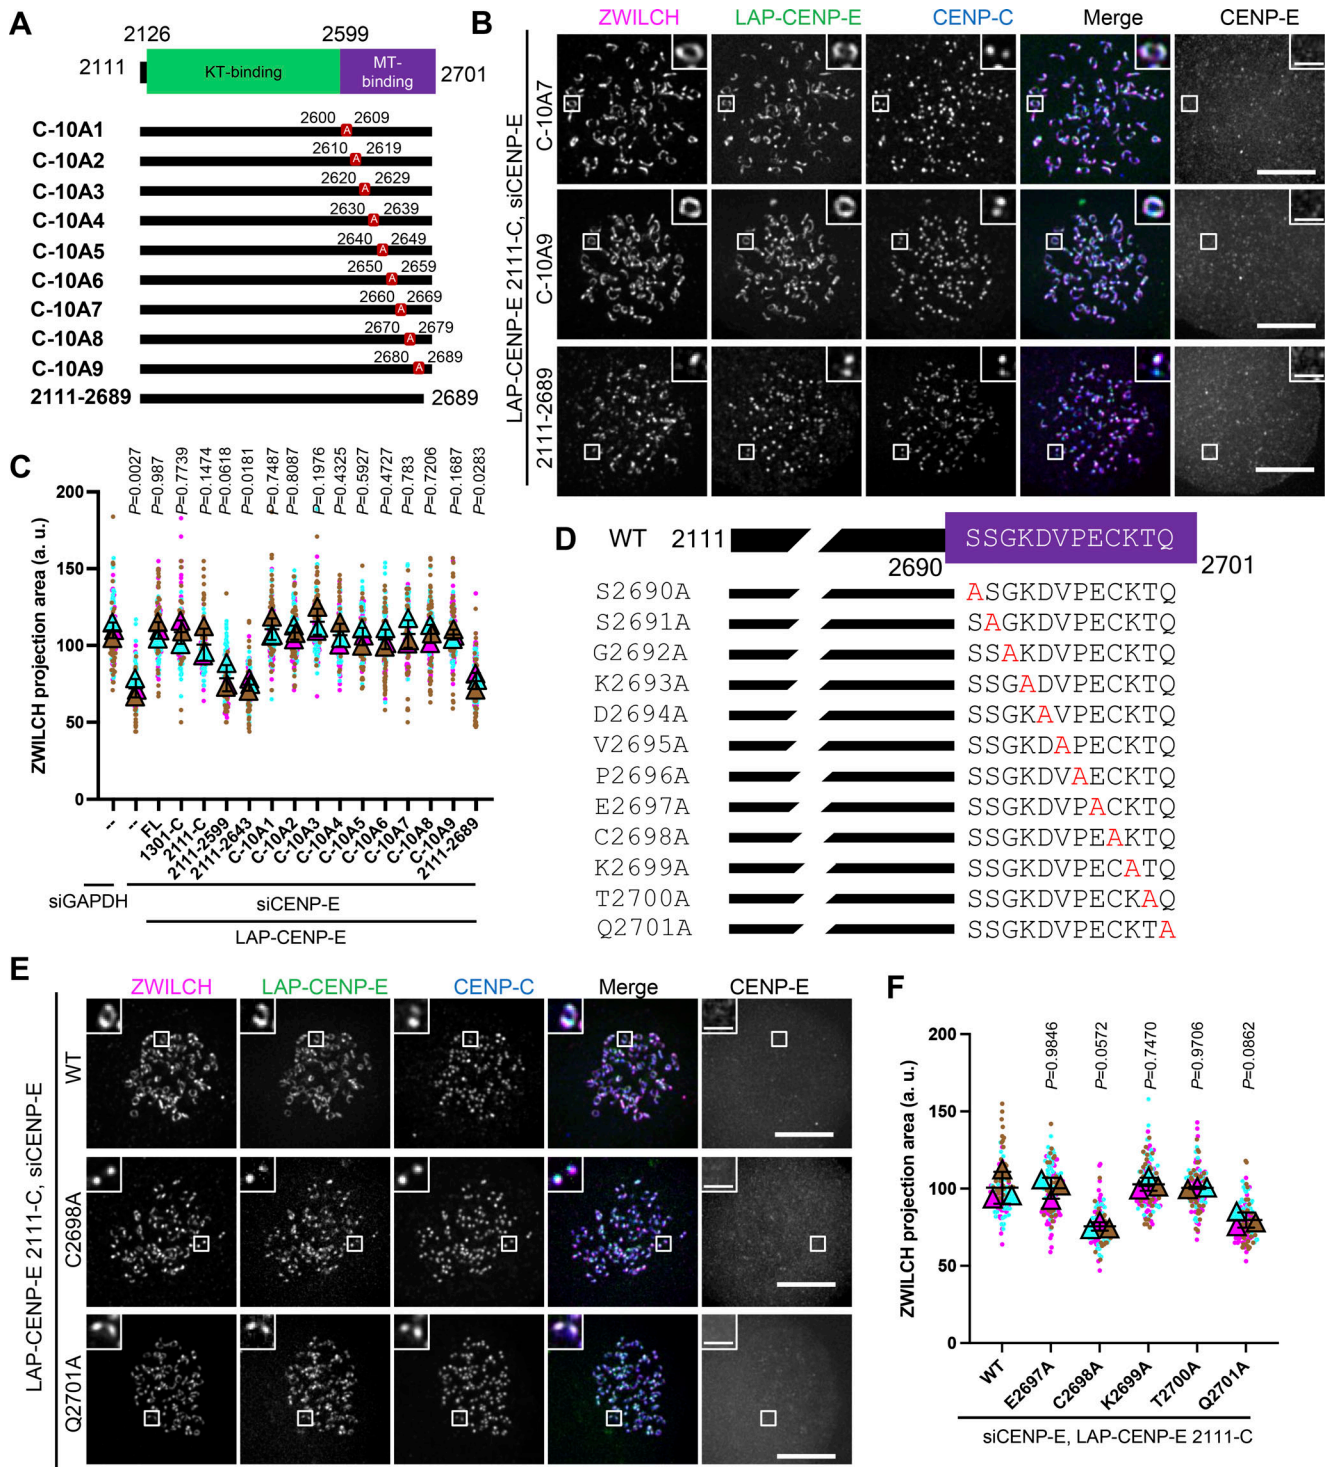 A
2126 2599
2111 KT-binding MT-binding 2701
C-10A1 2600 A 2609
C-10A2 2610 A 2619
C-10A3 2620 A 2629
C-10A4 2630 A 2639
C-10A5 2640 A 2649
C-10A6 2650 A 2659
C-10A7 2660 A 2669
C-10A8 2670 A 2679
C-10A9 2680 A 2689
2111-2689 2689
B
ZWILCH LAP-CENP-E CENP-C Merge CENP-E
LAP-CENP-E 2111-C, siCENP-E
C-10A7
C-10A9
2111-2689
C
P=0.0027
P=0.987
P=0.7739
P=0.1474
P=0.0618
P=0.0181
P=0.7487
P=0.8087
P=0.1976
P=0.4325
P=0.5927
P=0.4727
P=0.783
P=0.7206
P=0.1687
P=0.0283
ZWILCH projection area (a. u.)
200
150
100
50
0
--
--
FL
1301-C
2111-C
2111-2599
2111-2643
C-10A1
C-10A2
C-10A3
C-10A4
C-10A5
C-10A6
C-10A7
C-10A8
C-10A9
2111-2689
siGAPDH siCENP-E
LAP-CENP-E
D
WT 2111 2690 SSGKDVPECKTQ 2701
S2690A ASGKDVPECKTQ
S2691A SAGKDVPECKTQ
G2692A SSAKDVPECKTQ
K2693A SSGADVPECKTQ
D2694A SSGKAVPECKTQ
V2695A SSGKDAPECKTQ
P2696A SSGKDVAECKTQ
E2697A SSGKDVPACKTQ
C2698A SSGKDVPEAKTQ
K2699A SSGKDVPECATQ
T2700A SSGKDVPECKAQ
Q2701A SSGKDVPECKTA
E
ZWILCH LAP-CENP-E CENP-C Merge CENP-E
LAP-CENP-E 2111-C, siCENP-E
WT
C2698A
Q2701A
F
P=0.9846
P=0.0572
P=0.7470
P=0.9706
P=0.0862
ZWILCH projection area (a. u.)
200
150
100
50
0
WT
E2697A
C2698A
K2699A
T2700A
Q2701A
siCENP-E, LAP-CENP-E 2111-C